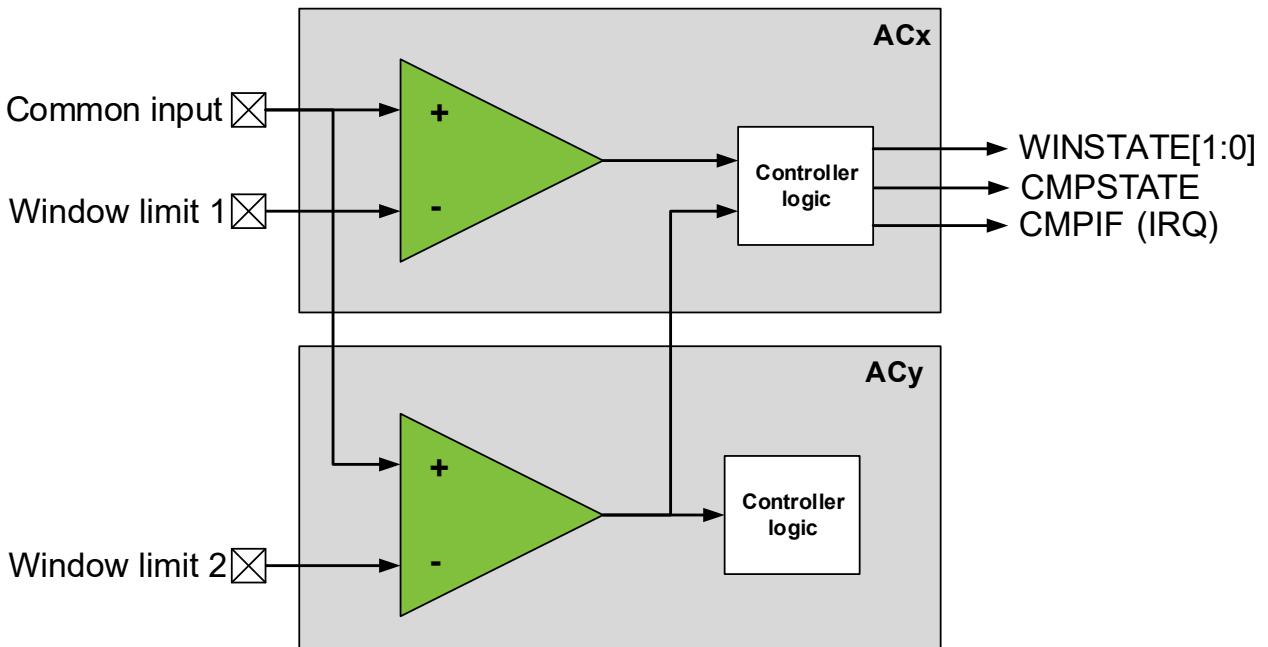 ACx
Common input
+
Window limit 1
-
Controller
logic
WINSTATE[1:0]
CMPSTATE
CMPIF (IRQ)
ACy
+
Controller
logic
Window limit 2
-